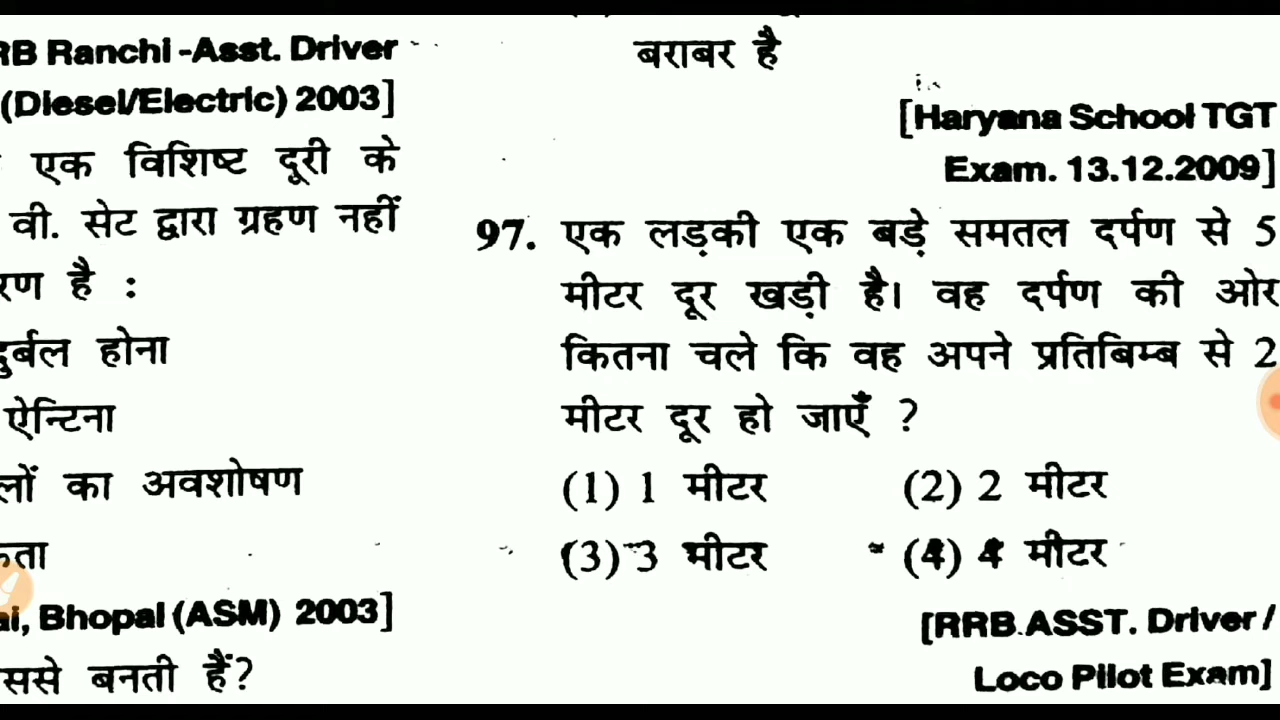 RB Ranchi -Asst. Driver
(Diesel/Electric) 2003]
एक विशिष्ट दूरी के
वी. सेट द्वारा ग्रहण नहीं
रण है :
दुर्बल होना
ऐन्टिना
लों का अवशोषण
ता
ai, Bhopal (ASM) 2003]
ससे बनती हैं?
बराबर है
[Haryana School TGT
Exam. 13.12.2009]
97. एक लड़की एक बड़े समतल दर्पण से 5
मीटर दूर खड़ी है। वह दर्पण की ओर
कितना चले कि वह अपने प्रतिबिम्ब से 2
मीटर दूर हो जाएँ ?
(1) 1 मीटर (2) 2 मीटर
(3) 3 मीटर (4) 4 मीटर
[RRB ASST. Driver /
Loco Pilot Exam]